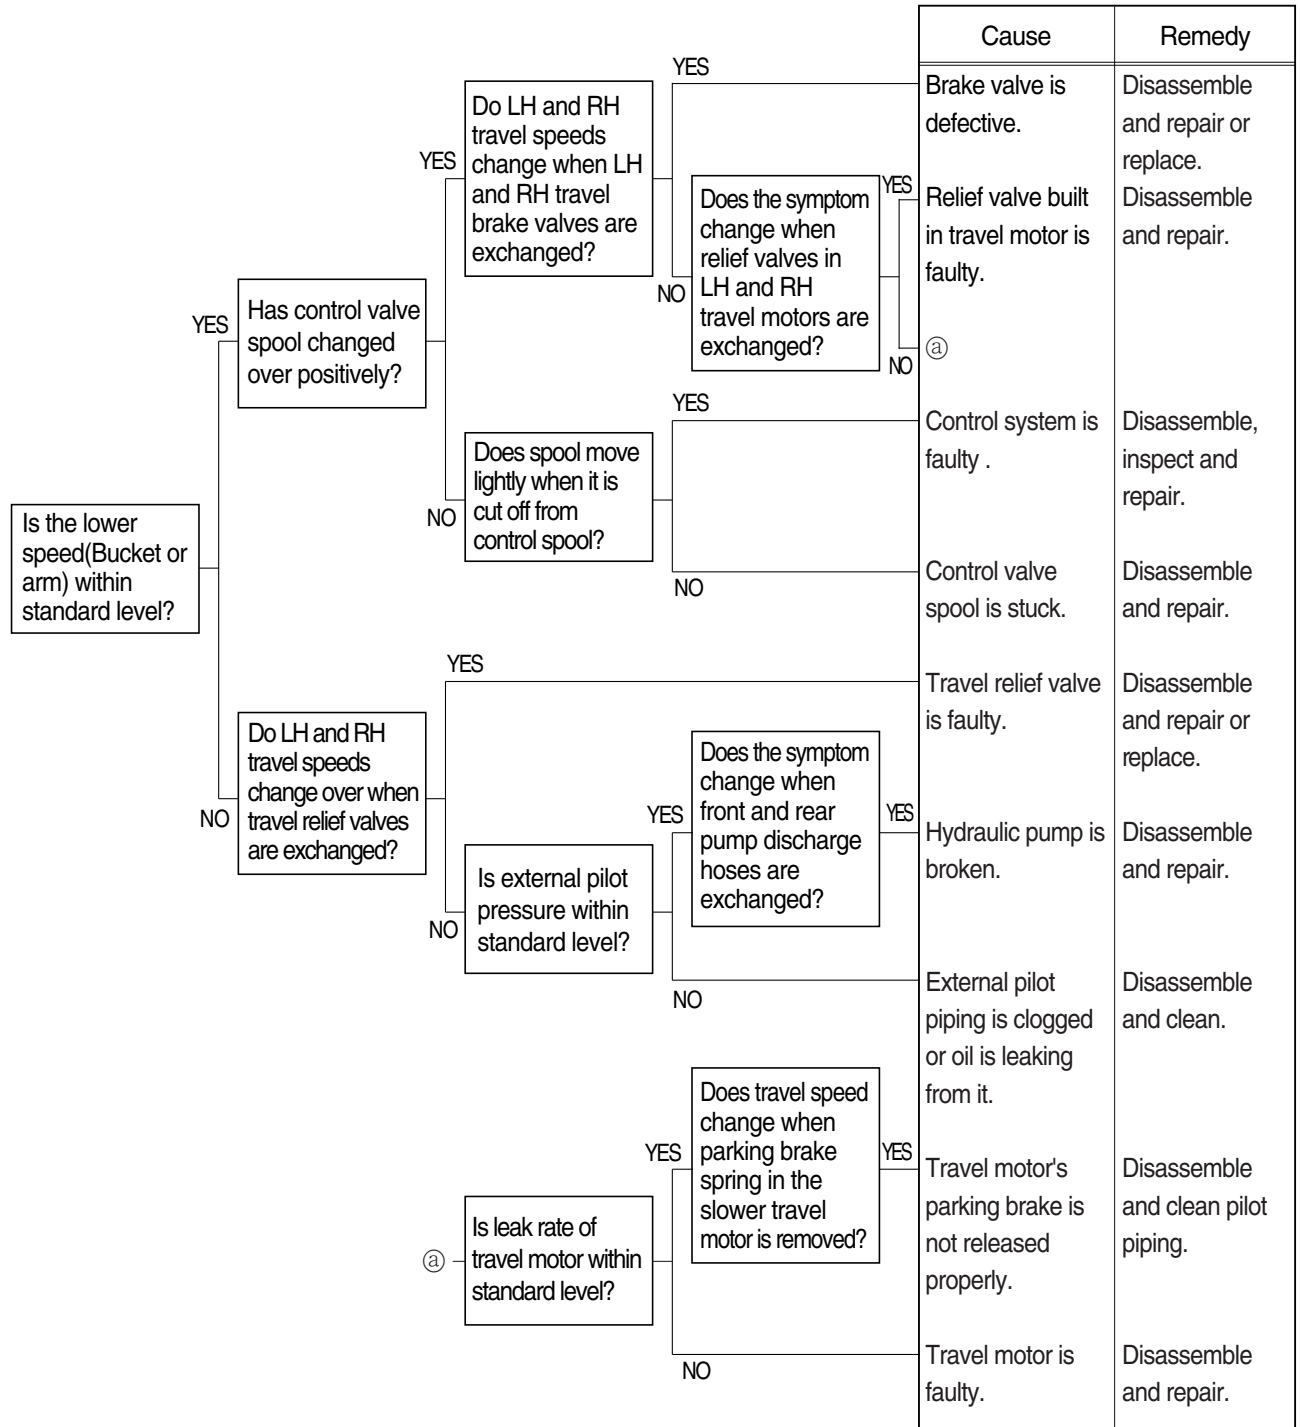 Cause
Remedy
YES
Brake valve is
defective.
Disassemble
and repair or
replace.
Do LH and RH
travel speeds
change when LH
and RH travel
brake valves are
exchanged?
YES
Does the symptom
change when
relief valves in
LH and RH
travel motors are
exchanged?
YES
NO
Relief valve built
in travel motor is
faulty.
Disassemble
and repair.
NO
ⓐ
Has control valve
spool changed
over positively?
YES
YES
Control system is
faulty .
Disassemble,
inspect and
repair.
Does spool move
lightly when it is
cut off from
control spool?
NO
NO
Control valve
spool is stuck.
Disassemble
and repair.
Is the lower
speed(Bucket or
arm) within
standard level?
YES
Travel relief valve
is faulty.
Disassemble
and repair or
replace.
Do LH and RH
travel speeds
change over when
travel relief valves
are exchanged?
NO
Does the symptom
change when
front and rear
pump discharge
hoses are
exchanged?
YES
YES
Hydraulic pump is
broken.
Disassemble
and repair.
Is external pilot
pressure within
standard level?
NO
NO
External pilot
piping is clogged
or oil is leaking
from it.
Disassemble
and clean.
Does travel speed
change when
parking brake
spring in the
slower travel
motor is removed?
YES
YES
Travel motor's
parking brake is
not released
properly.
Disassemble
and clean pilot
piping.
ⓐ
Is leak rate of
travel motor within
standard level?
NO
Travel motor is
faulty.
Disassemble
and repair.